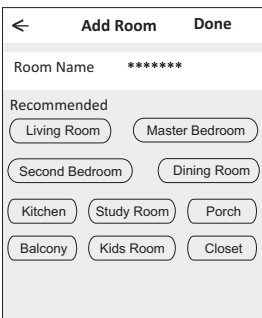 ← Add Room Done
Room Name *******
Recommended
Living Room Master Bedroom
Second Bedroom Dining Room
Kitchen Study Room Porch
Balcony Kids Room Closet